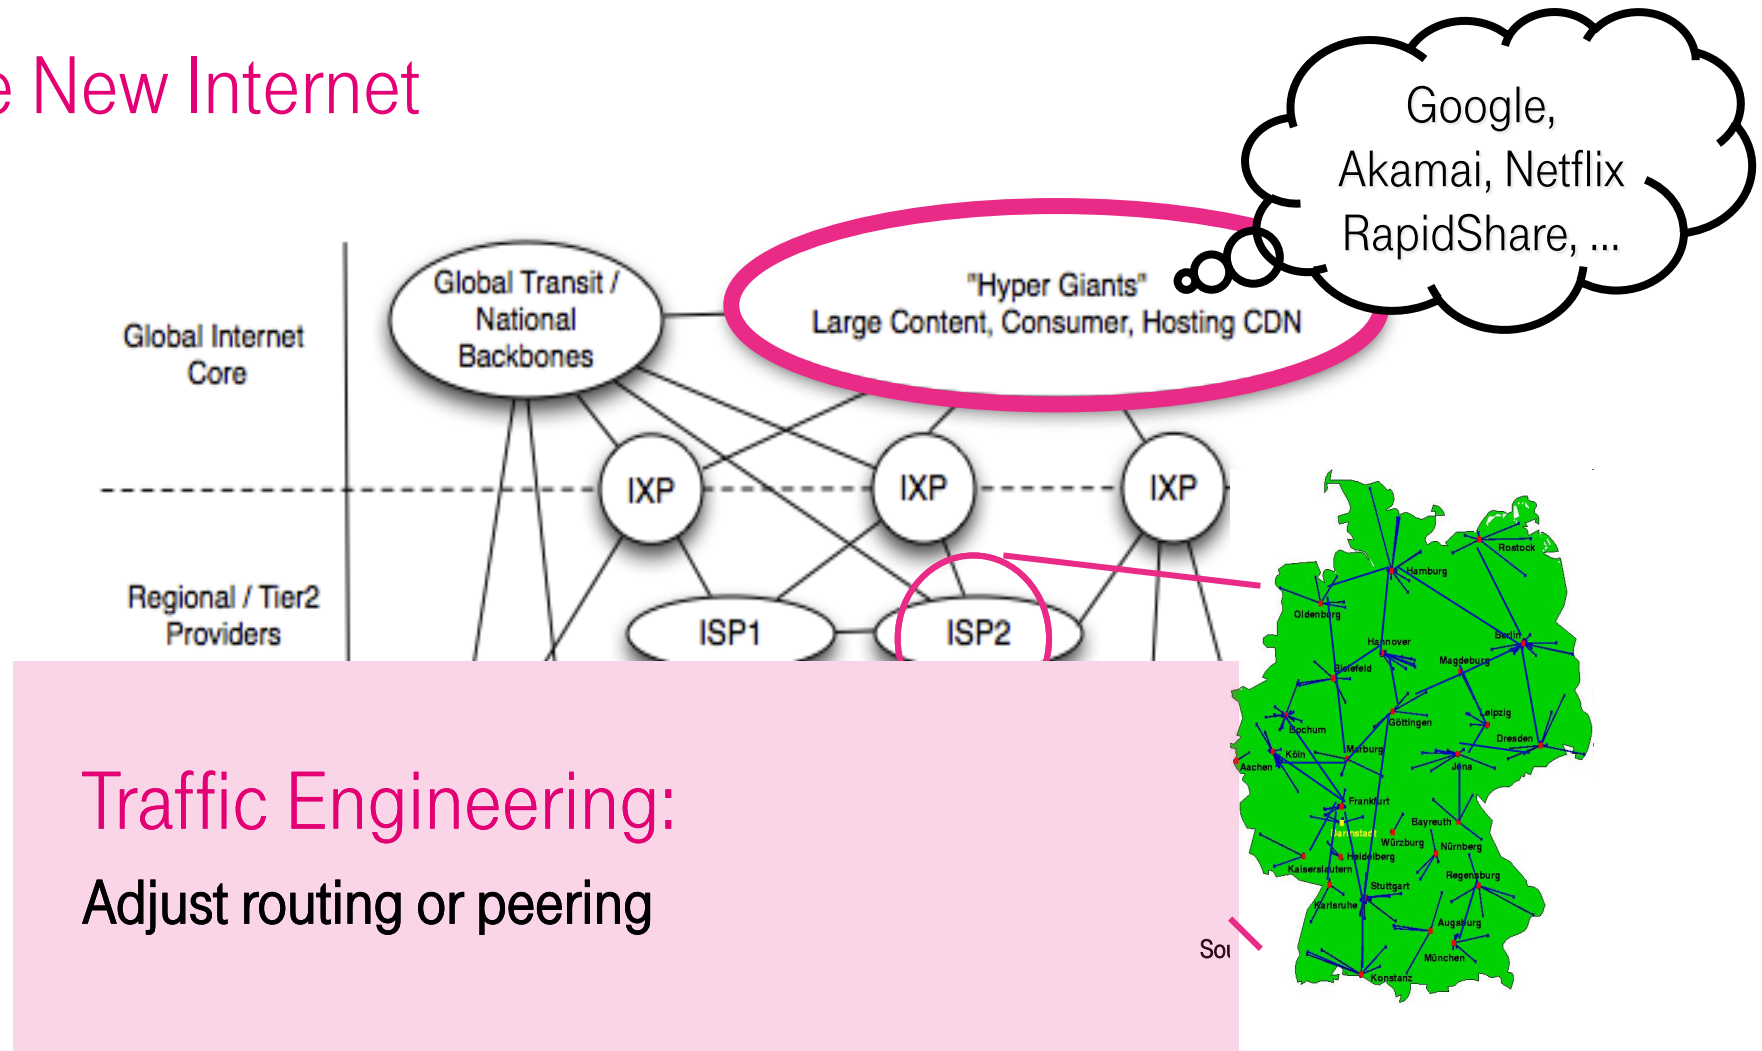 e New Internet
Google,
Akamai, Netflix
RapidShare, ...
Global Transit /
National
Backbones
"Hyper Giants"
Large Content, Consumer, Hosting CDN
Global Internet
Core
IXP
IXP
IXP
Regional / Tier2
Providers
ISP1
ISP2
Traffic Engineering:
Adjust routing or peering
Sou
Rostock
Hamburg
Oldenburg
Hannover
Berlin
Bielefeld
Magdeburg
Göttingen
Leipzig
Bochum
Dresden
Köln
Marburg
Aachen
Jena
Frankfurt
Darmstadt
Bayreuth
Würzburg
Nürnberg
Heidelberg
Kaiserslautern
Stuttgart
Regensburg
Karlsruhe
Augsburg
München
Konstanz